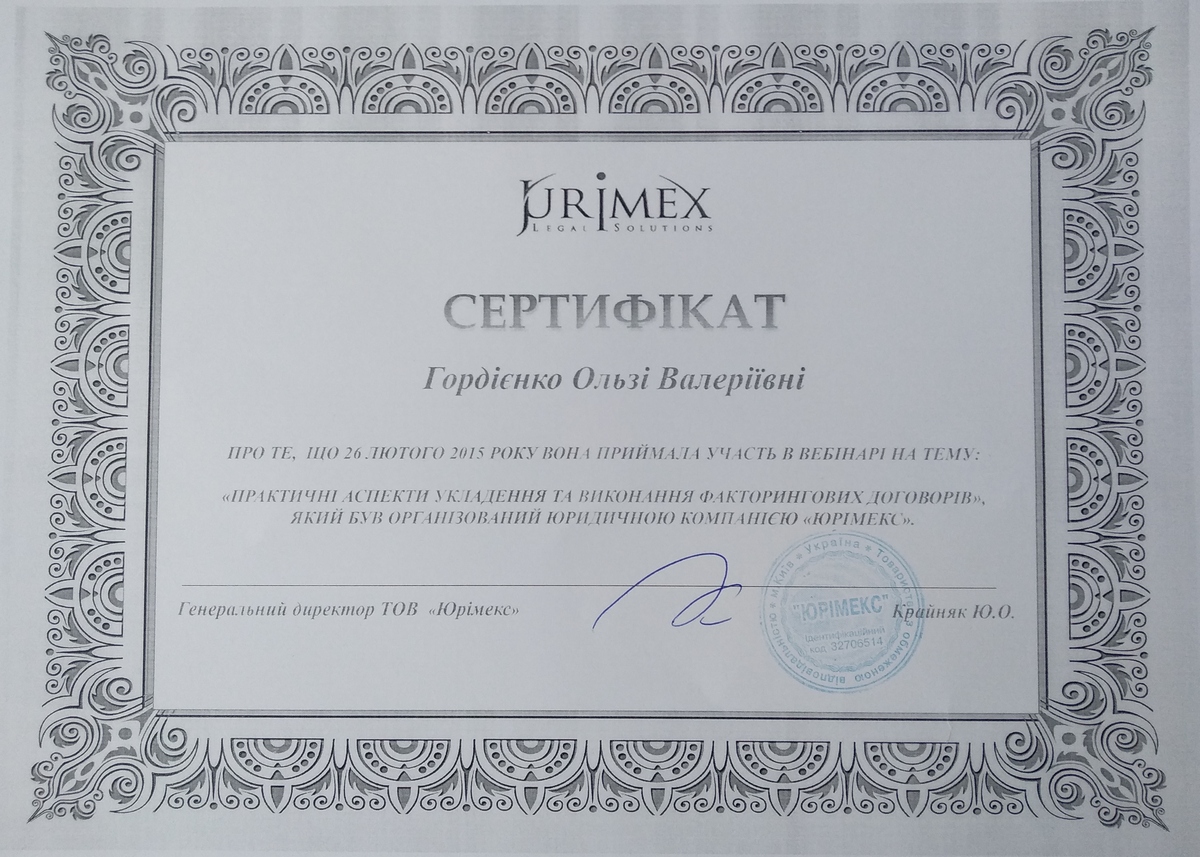 JURIMEX
LEGAL SOLUTIONS
СЕРТИФІКАТ
Гордієнко Ользі Валеріївні
ПРО ТЕ, ЩО 26 ЛЮТОГО 2015 РОКУ ВОНА ПРИЙМАЛА УЧАСТЬ В ВЕБІНАРІ НА ТЕМУ:
«ПРАКТИЧНІ АСПЕКТИ УКЛАДЕННЯ ТА ВИКОНАННЯ ФАКТОРИНГОВИХ ДОГОВОРІВ»,
ЯКИЙ БУВ ОРГАНІЗОВАНИЙ ЮРИДИЧНОЮ КОМПАНІЄЮ «ЮРІМЕКС».
Генеральний директор ТОВ «Юрімекс»
Крайняк Ю.О.
м.Київ * Україна * Товариство з обмеженою відповідальністю *
"ЮРІМЕКС"
ідентифікаційний
код 32706514